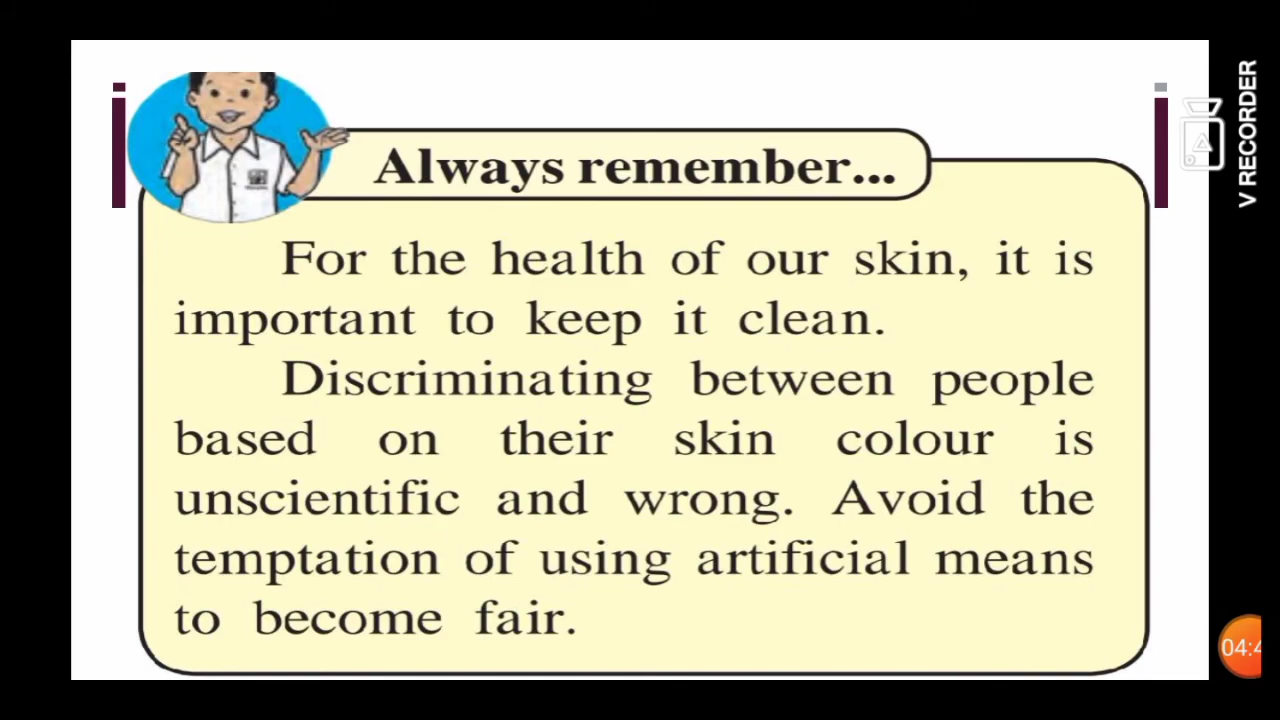 Always remember...
For the health of our skin, it is
important to keep it clean.
Discriminating between people
based on their skin colour is
unscientific and wrong. Avoid the
temptation of using artificial means
to become fair.
V RECORDER
04:4